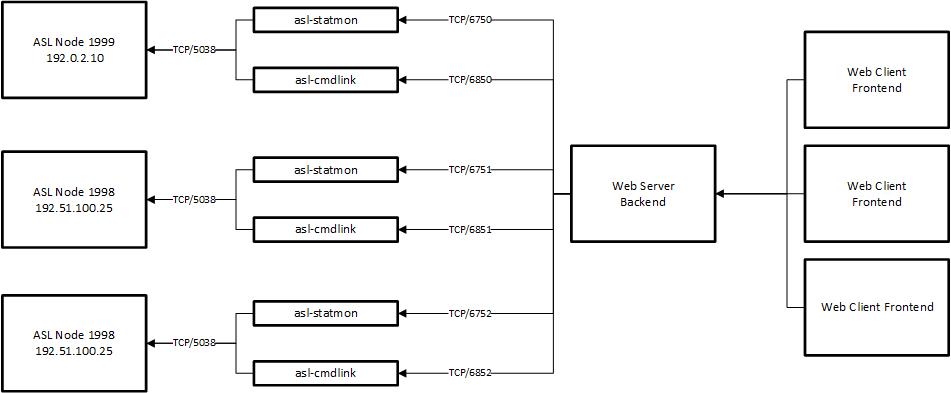 ASL Node 1999
192.0.2.10
TCP/5038
asl-statmon
TCP/6750
asl-cmdlink
TCP/6850
ASL Node 1998
192.51.100.25
TCP/5038
asl-statmon
TCP/6751
asl-cmdlink
TCP/6851
ASL Node 1998
192.51.100.25
TCP/5038
asl-statmon
TCP/6752
asl-cmdlink
TCP/6852
Web Server
Backend
Web Client
Frontend
Web Client
Frontend
Web Client Frontend